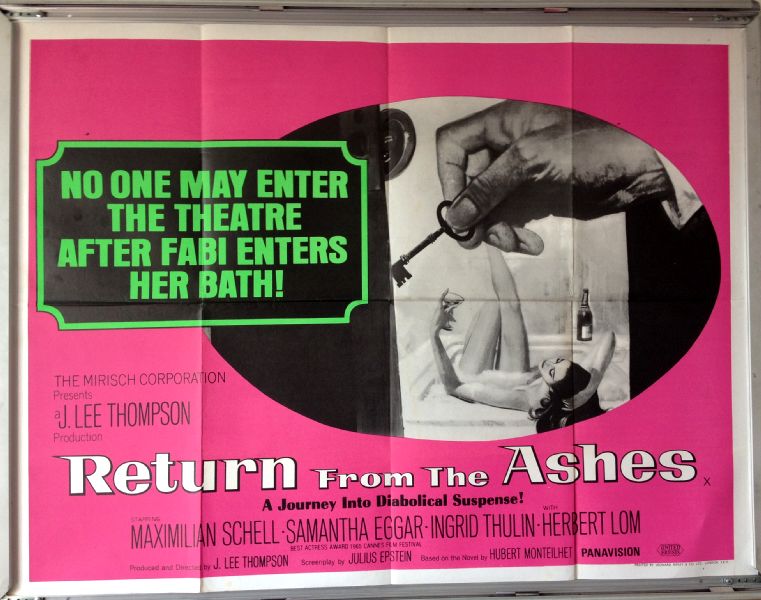 NO ONE MAY ENTER
THE THEATRE
AFTER FABI ENTERS
HER BATH!
THE MIRISCH CORPORATION
Presents
a J. LEE THOMPSON
Production
Return From The Ashes X
A Journey Into Diabolical Suspense!
STARRING
MAXIMILIAN SCHELL · SAMANTHA EGGAR · INGRID THULIN · WITH HERBERT LOM
BEST ACTRESS AWARD 1965 CANNES FILM FESTIVAL
Produced and Directed by J. LEE THOMPSON Screenplay by JULIUS EPSTEIN Based on the Novel by HUBERT MONTEILHET PANAVISION
UNITED ARTISTS